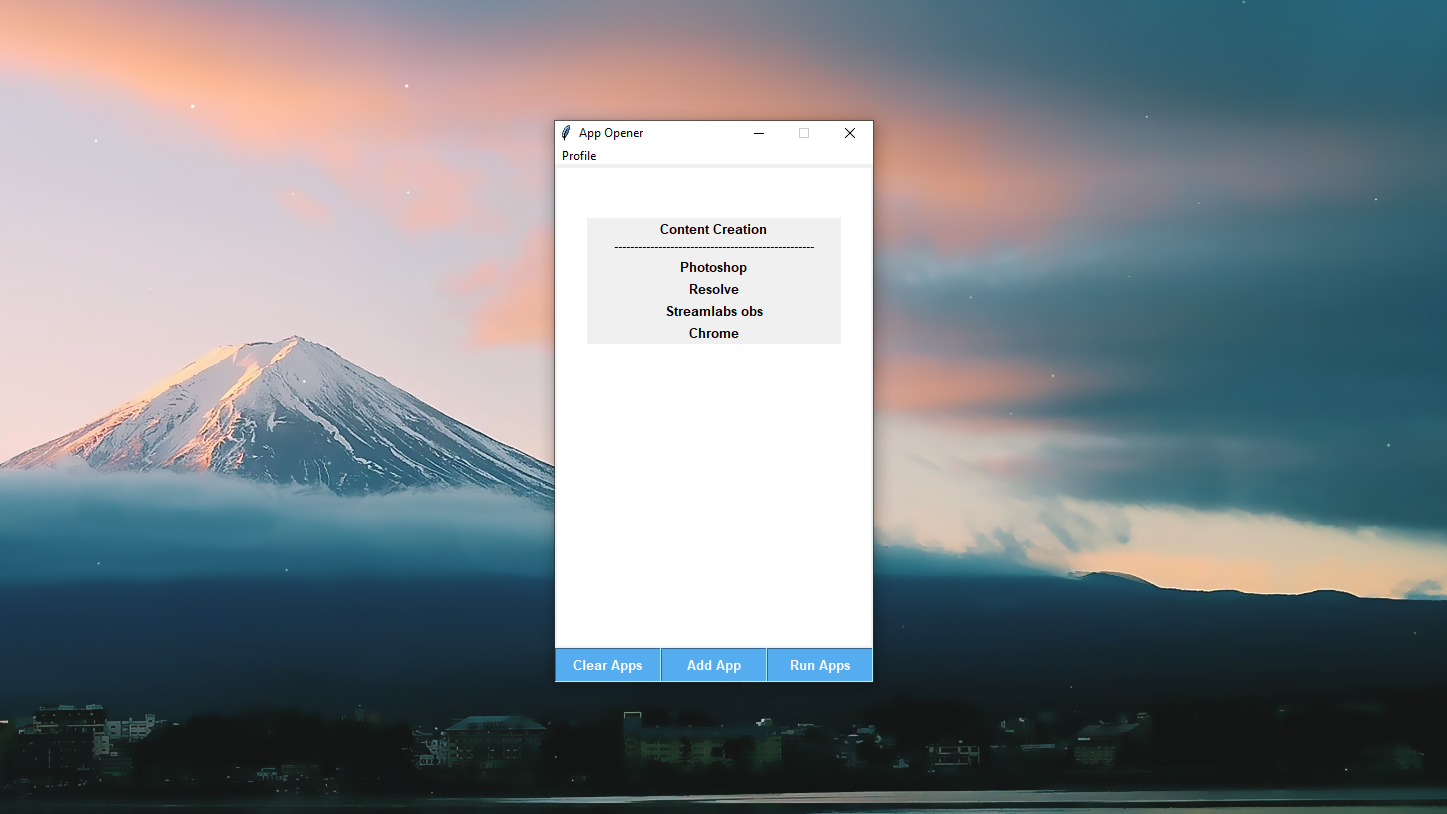 App Opener
Profile
Content Creation
--------------------------------------------------
Photoshop
Resolve
Streamlabs obs
Chrome
Clear Apps Add App Run Apps